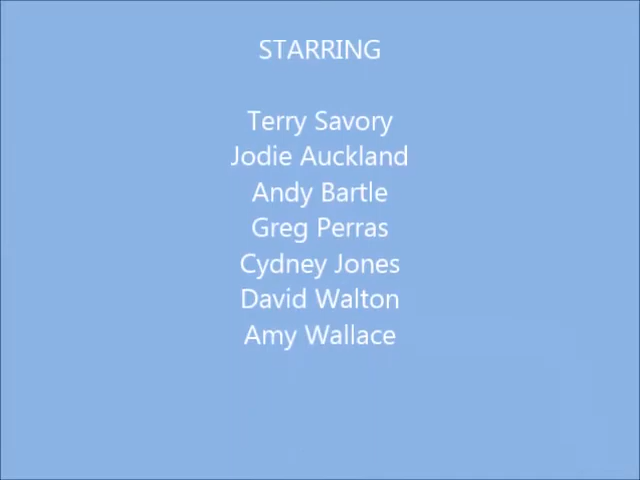 STARRING
Terry Savory
Jodie Auckland
Andy Bartle
Greg Perras
Cydney Jones
David Walton
Amy Wallace